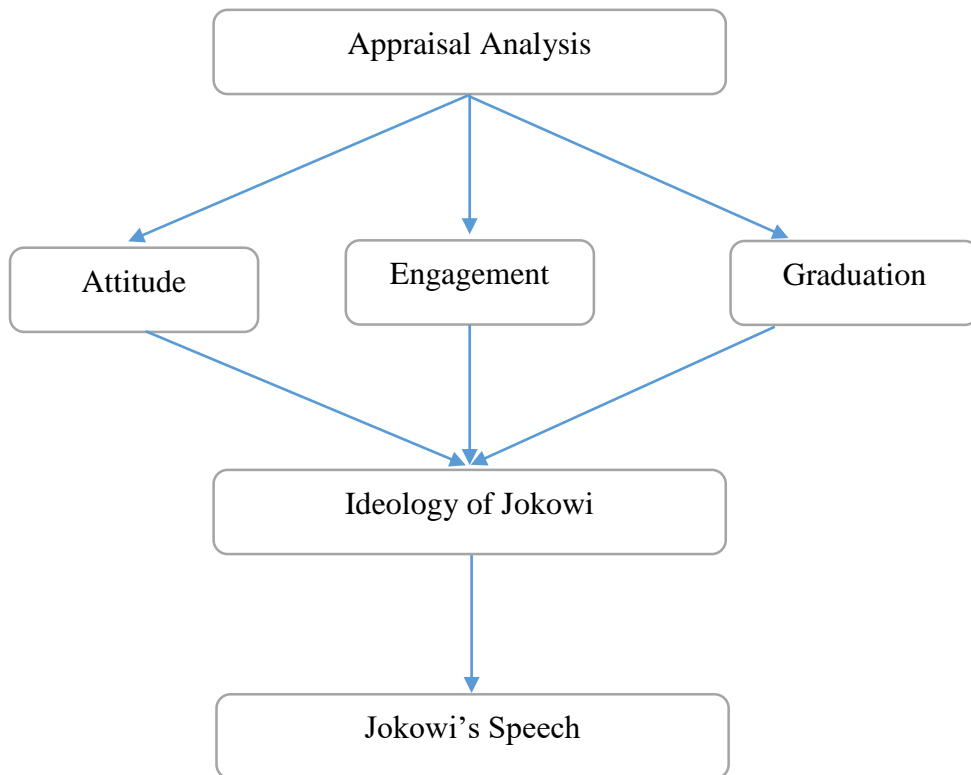 Appraisal Analysis
Attitude
Engagement
Graduation
Ideology of Jokowi
Jokowi’s Speech